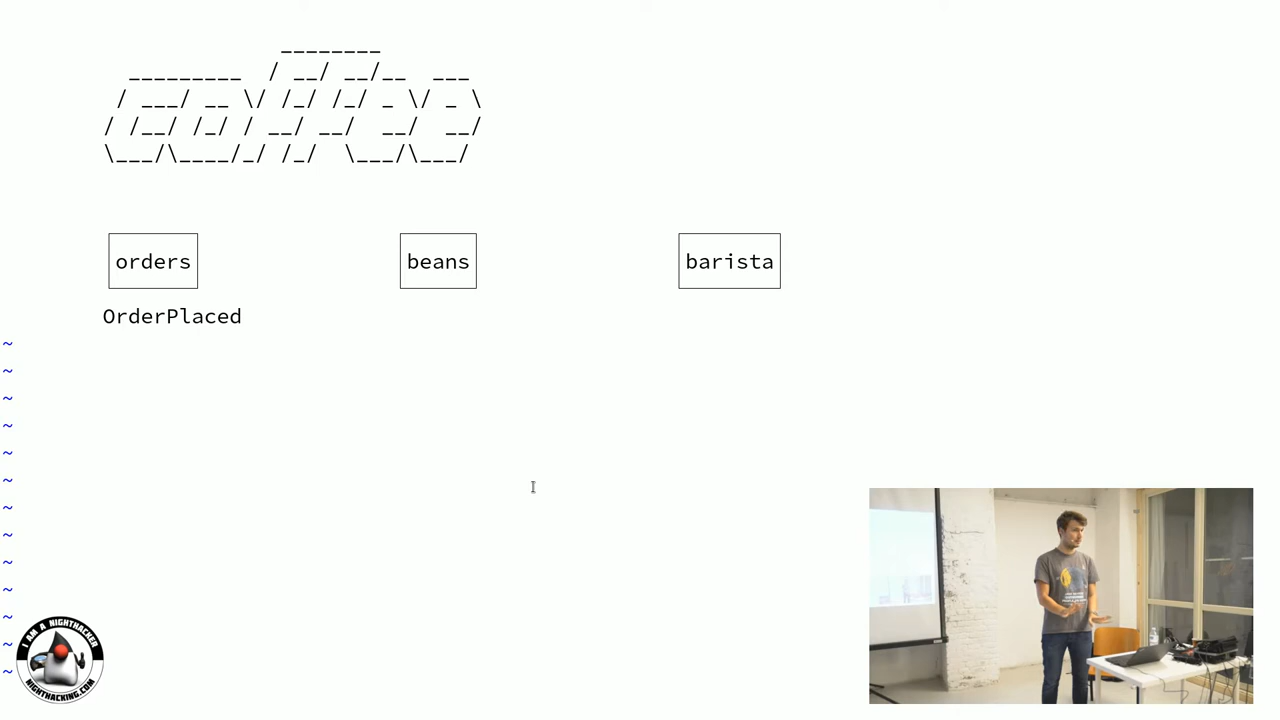 coffee
orders beans barista
OrderPlaced
~
~
~
~
~
~
~
~
~
~
~
~
~
I AM A NIGHTHACKER
NIGHTHACKING.COM